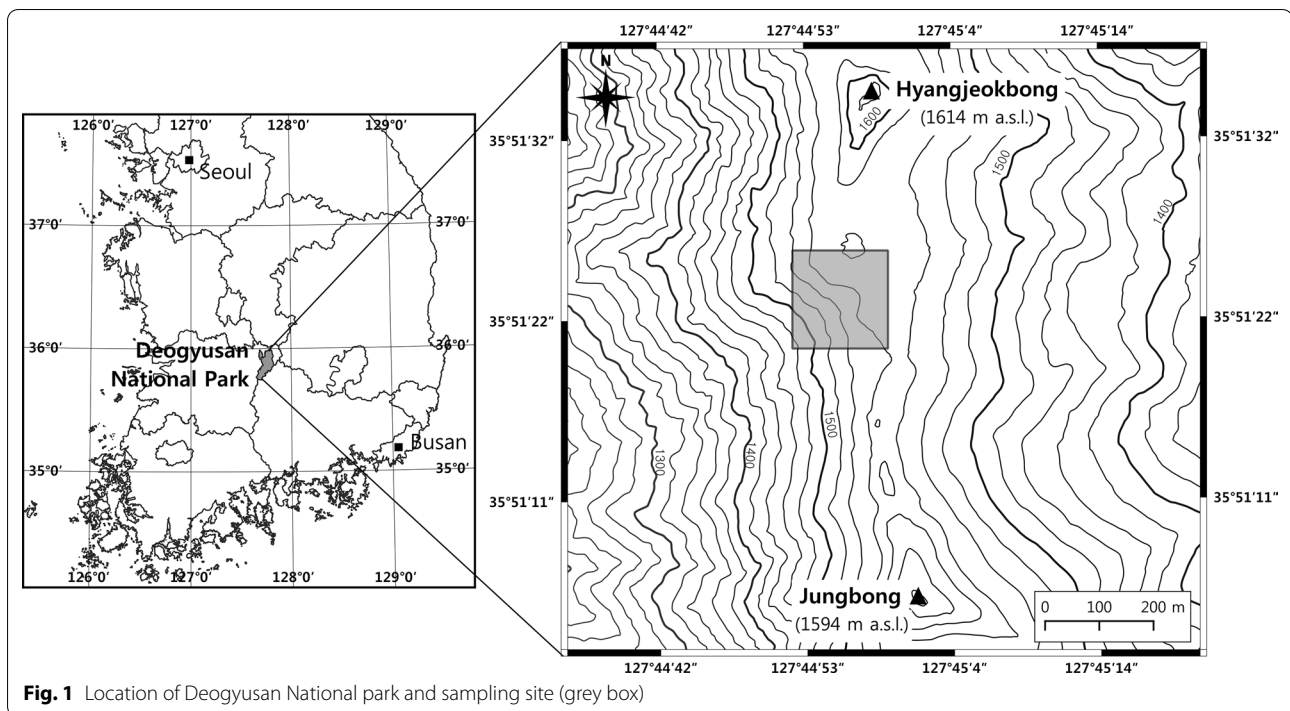 127°44’42” 127°44’53” 127°45’4” 127°45’14”
N
Hyangjeokbong
(1614 m a.s.l.)
1600
35°51’32” 35°51’32”
1500
1400
126°0’ 127°0’ 128°0’ 129°0’
Seoul
37°0’ 37°0’
36°0’ 36°0’
Deogyusan
National Park
Busan
35°0’ 35°0’
126°0’ 127°0’ 128°0’ 129°0’
35°51’22” 35°51’22”
1500
1400
1300
35°51’11” 35°51’11”
Jungbong
(1594 m a.s.l.)
0 100 200 m
127°44’42” 127°44’53” 127°45’4” 127°45’14”
Fig. 1 Location of Deogyusan National park and sampling site (grey box)